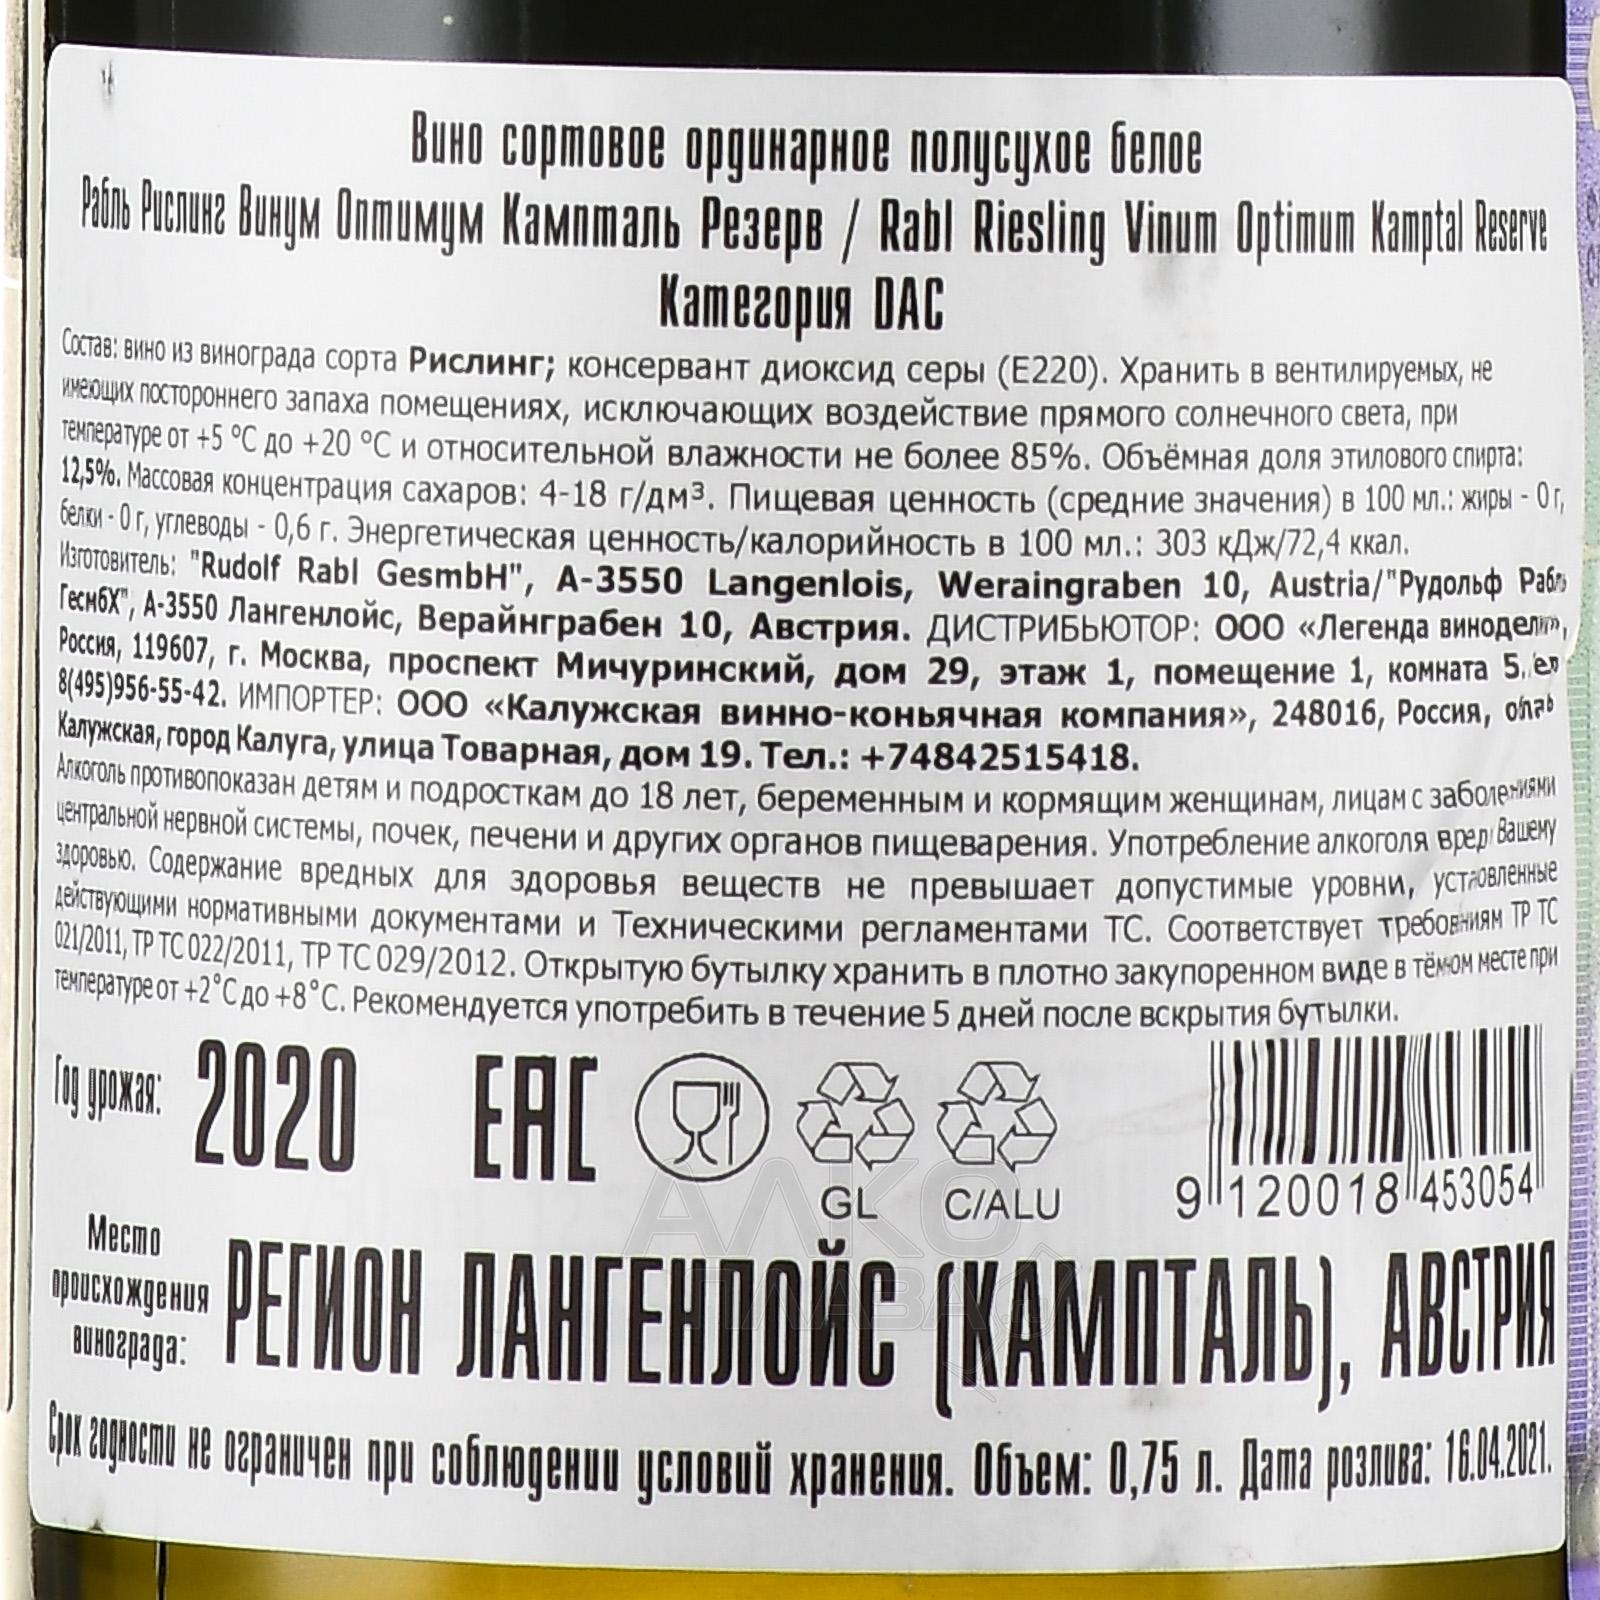 Вино сортовое ординарное полусухое белое
Рабль Рислинг Винум Оптимум Кампталь Резерв / Rabl Riesling Vinum Optimum Kamptal Reserve
Категория DAC
Состав: вино из винограда сорта Рислинг; консервант диоксид серы (Е220). Хранить в вентилируемых, не
имеющих постороннего запаха помещениях, исключающих воздействие прямого солнечного света, при
температуре от +5 °С до +20 °С и относительной влажности не более 85%. Объёмная доля этилового спирта:
12,5%. Массовая концентрация сахаров: 4-18 г/дм³. Пищевая ценность (средние значения) в 100 мл.: жиры - 0 г,
белки - 0 г, углеводы - 0,6 г. Энергетическая ценность/калорийность в 100 мл.: 303 кДж/72,4 ккал.
Изготовитель: "Rudolf Rabl GesmbH", A-3550 Langenlois, Weraingraben 10, Austria/"Рудольф Рабль
ГесмбХ", А-3550 Лангенлойс, Верайнграбен 10, Австрия. ДИСТРИБЬЮТОР: ООО «Легенда виноделия»,
Россия, 119607, г. Москва, проспект Мичуринский, дом 29, этаж 1, помещение 1, комната 5.
8(495)956-55-42. ИМПОРТЕР: ООО «Калужская винно-коньячная компания», 248016, Россия,
Калужская, город Калуга, улица Товарная, дом 19. Тел.: +74842515418.
Алкоголь противопоказан детям и подросткам до 18 лет, беременным и кормящим женщинам, лицам с заболеваниями
центральной нервной системы, почек, печени и других органов пищеварения. Употребление алкоголя вредит Вашему
здоровью. Содержание вредных для здоровья веществ не превышает допустимые уровни, установленные
действующими нормативными документами и Техническими регламентами ТС. Соответствует требованиям ТР ТС
021/2011, ТР ТС 022/2011, ТР ТС 029/2012. Открытую бутылку хранить в плотно закупоренном виде в тёмном месте при
температуре от +2°С до +8°С. Рекомендуется употребить в течение 5 дней после вскрытия бутылки.
Год урожая: 2020 EAC
GL C/ALU
9 120018 453054
Место
происхождения
винограда:
РЕГИОН ЛАНГЕНЛОЙС (КАМПТАЛЬ), АВСТРИЯ
Срок годности не ограничен при соблюдении условий хранения. Объем: 0,75 л. Дата розлива: 16.04.2021.
АЛКО
ПЛАВА